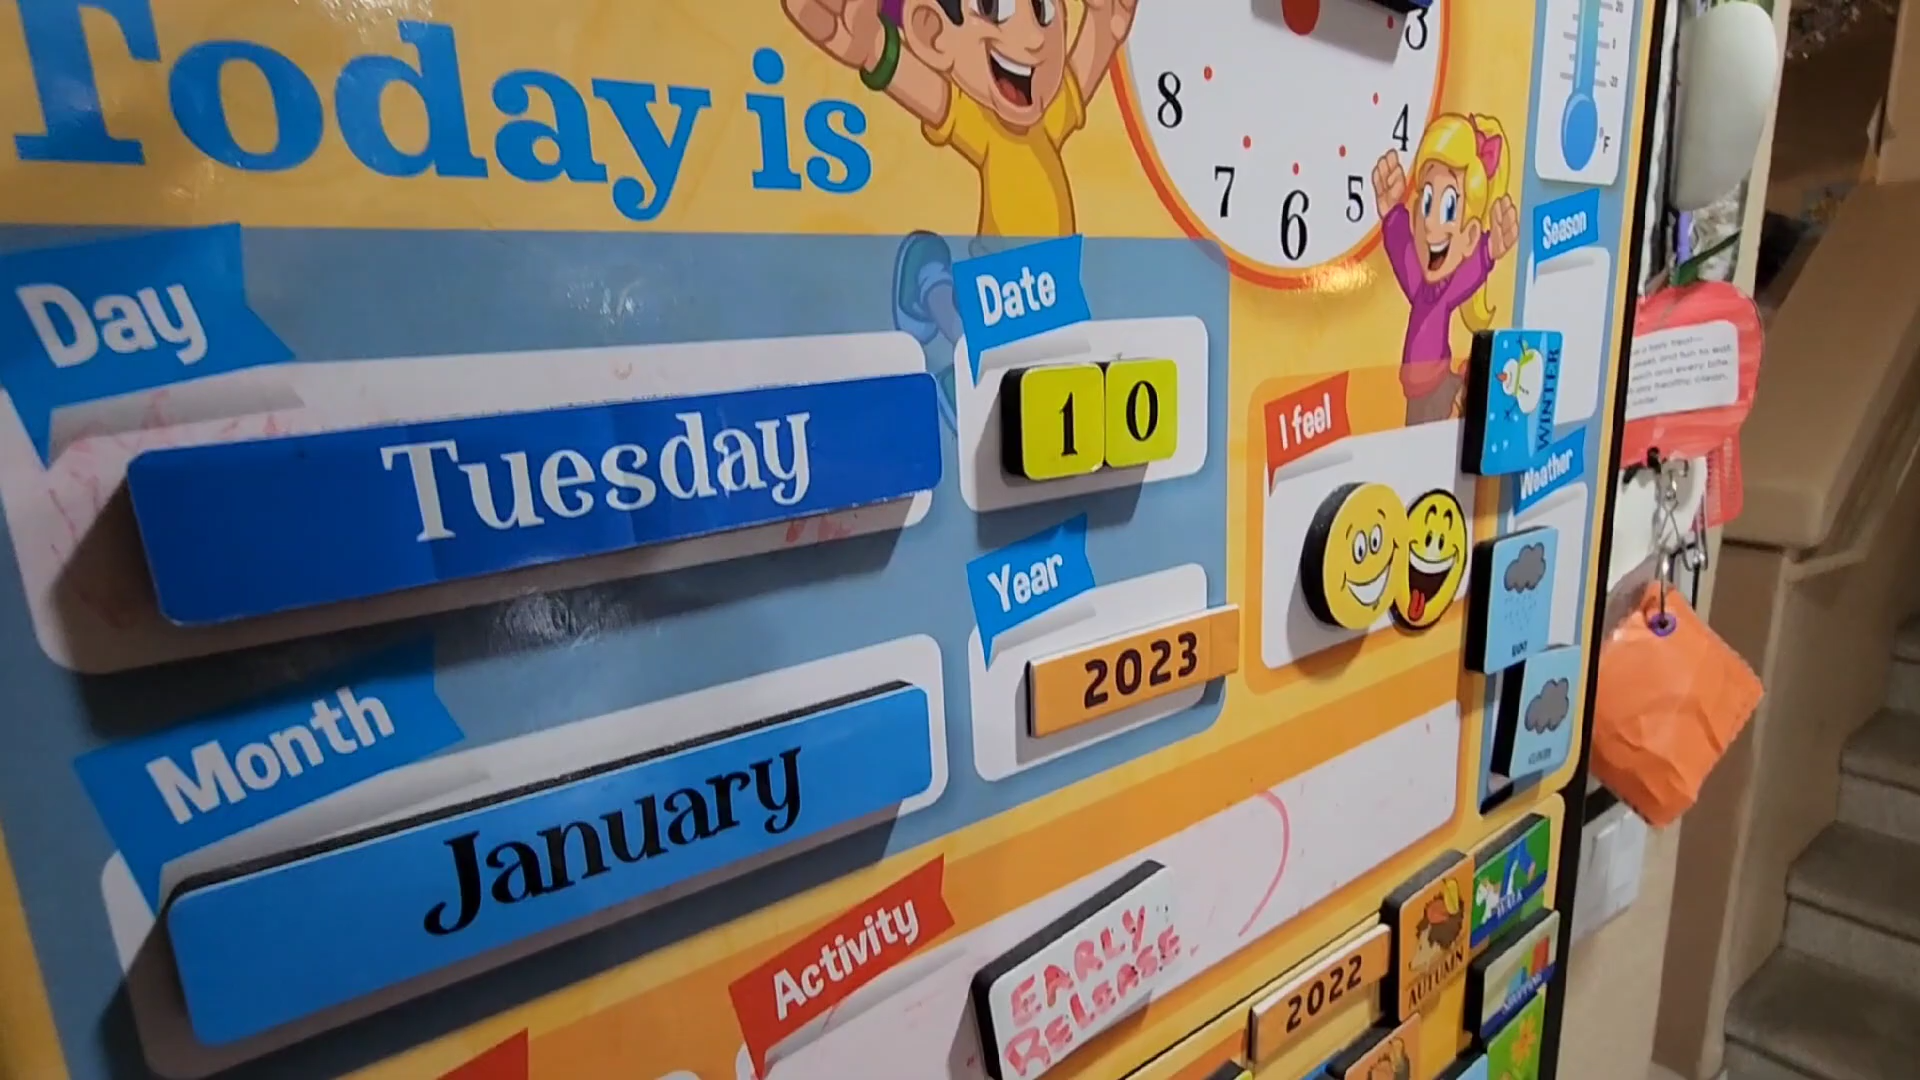 Today is
3
8
4
7
6
5
°F
Season
Day
Date
Tuesday
10
I feel
WINTER
Weather
Year
2023
Month
January
Activity
EARLY
RELEASE
2022
AUTUMN